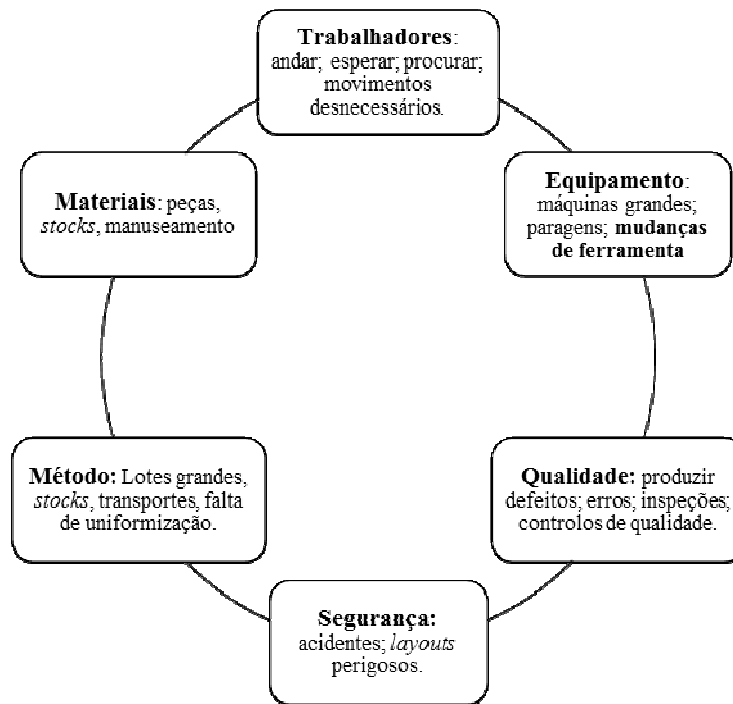 Trabalhadores:
andar; esperar; procurar;
movimentos
desnecessários.
Equipamento:
máquinas grandes;
paragens; mudanças
de ferramenta
Qualidade: produzir
defeitos; erros; inspeções;
controlos de qualidade.
Segurança:
acidentes; layouts
perigosos.
Método: Lotes grandes,
stocks, transportes, falta
de uniformização.
Materiais: peças,
stocks, manuseamento